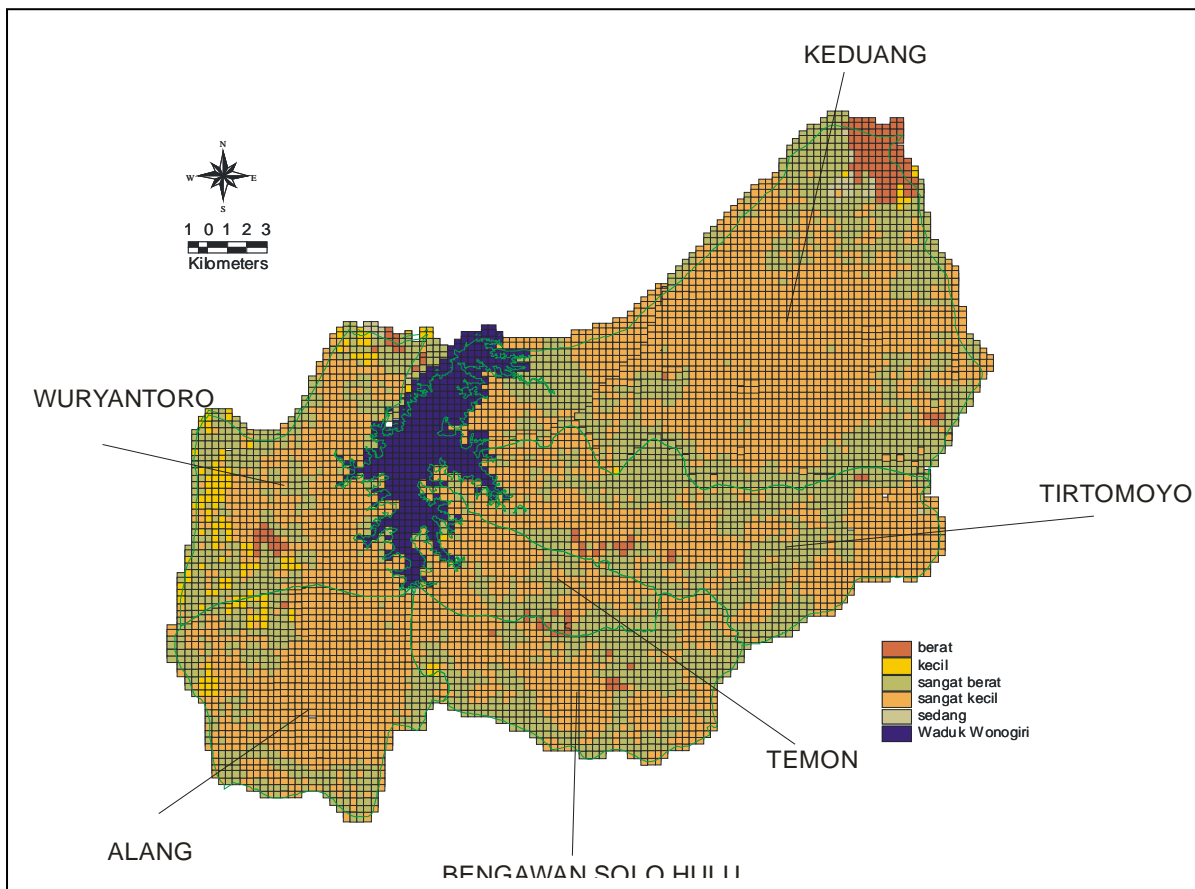 KEDUANG
N
W E
S
1 0 1 2 3
Kilometers
WURYANTORO
TIRTOMOYO
berat
kecil
sangat berat
sangat kecil
sedang
Waduk Wonogiri
TEMON
ALANG
BENGAWAN SOLO HULU